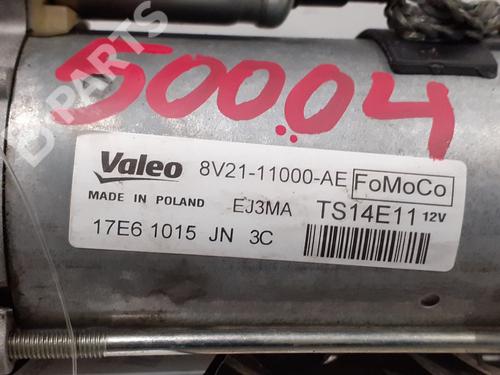 B-PARTS
50004
Valeo 8V21-11000-AE FoMoCo
MADE IN POLAND EJ3MA TS14E11 12V
17E6 1015 JN 3C